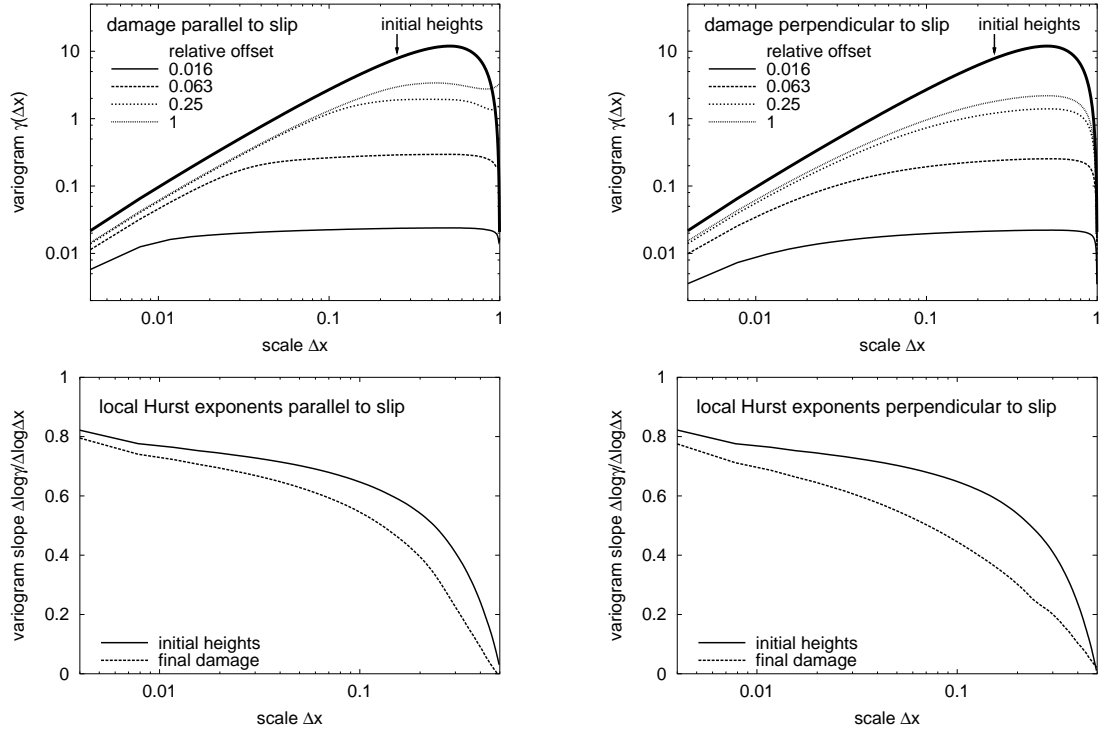 damage parallel to slip
initial heights
relative offset
0.016
0.063
0.25
1
10
1
0.1
0.01
variogram γ(Δx)
0.01
0.1
1
scale Δx
damage perpendicular to slip
initial heights
relative offset
0.016
0.063
0.25
1
10
1
0.1
0.01
variogram γ(Δx)
0.01
0.1
1
scale Δx
local Hurst exponents parallel to slip
1
0.8
0.6
0.4
0.2
0
variogram slope Δlogγ/Δlog Δx
initial heights
final damage
0.01
0.1
scale Δx
local Hurst exponents perpendicular to slip
1
0.8
0.6
0.4
0.2
0
variogram slope Δlogγ/Δlog Δx
initial heights
final damage
0.01
0.1
scale Δx